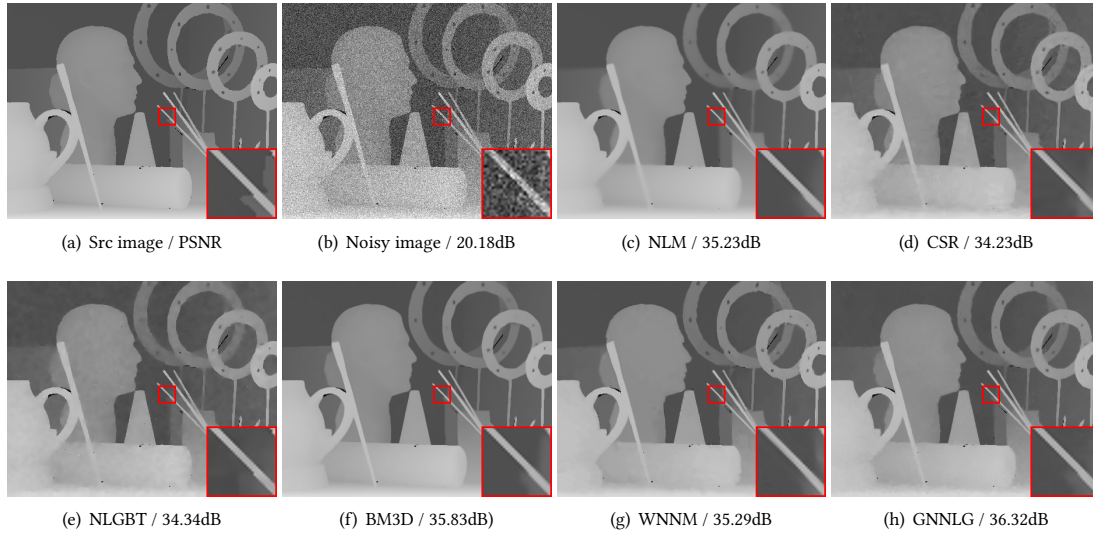 (a) Src image / PSNR
(b) Noisy image / 20.18dB
(c) NLM / 35.23dB
(d) CSR / 34.23dB
(e) NLGBT / 34.34dB
(f) BM3D / 35.83dB)
(g) WNNM / 35.29dB
(h) GNNLG / 36.32dB